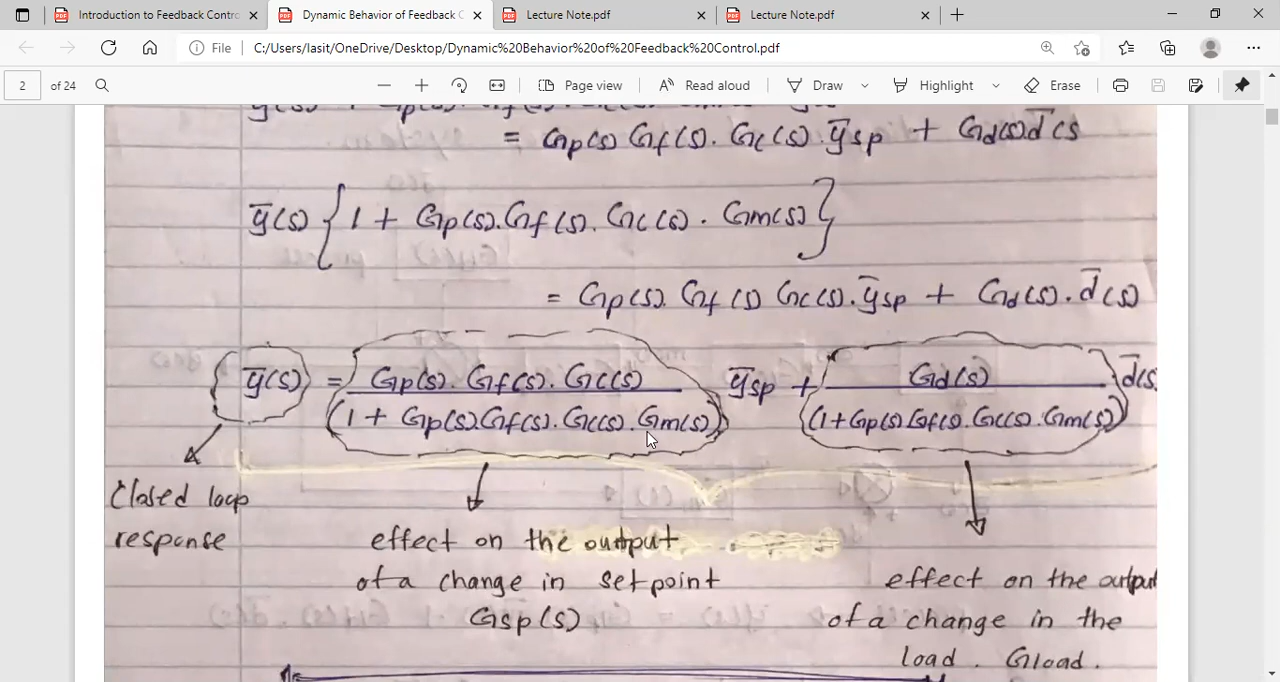 Introduction to Feedback Contro
Dynamic Behavior of Feedback C
Lecture Note.pdf
Lecture Note.pdf
File
C:/Users/lasit/OneDrive/Desktop/Dynamic%20Behavior%20of%20Feedback%20Control.pdf
2 of 24
Page view
Read aloud
Draw
Highlight
Erase
= Gp(s) Gf(s). Gc(s) ȳsp + Gd(s) d̄(s
ȳ(s) { 1 + Gp(s).Gf(s). Gc(s). Gm(s) }
= Gp(s). Gf(s) Gc(s).ȳsp + Gd(s). d̄(s)
ȳ(s) = Gp(s). Gf(s). Gc(s) / (1 + Gp(s).Gf(s). Gc(s). Gm(s)) ȳsp + Gd(s) / (1+Gp(s).Gf(s). Gc(s). Gm(s)) d̄(s
Closed loop
response
effect on the output
of a change in setpoint
Gsp(s)
effect on the output
of a change in the
load. Gload.